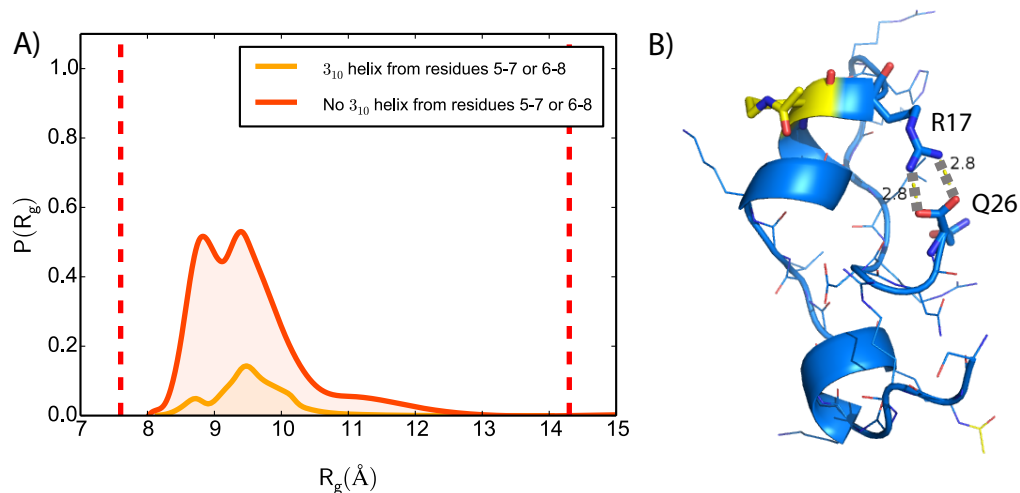 A)
1.0
0.8
0.6
0.4
0.2
0.0
P(R_g)
3₁₀ helix from residues 5-7 or 6-8
No 3₁₀ helix from residues 5-7 or 6-8
7 8 9 10 11 12 13 14 15
R_g(Å)
B)
R17
2.8
2.8
Q26